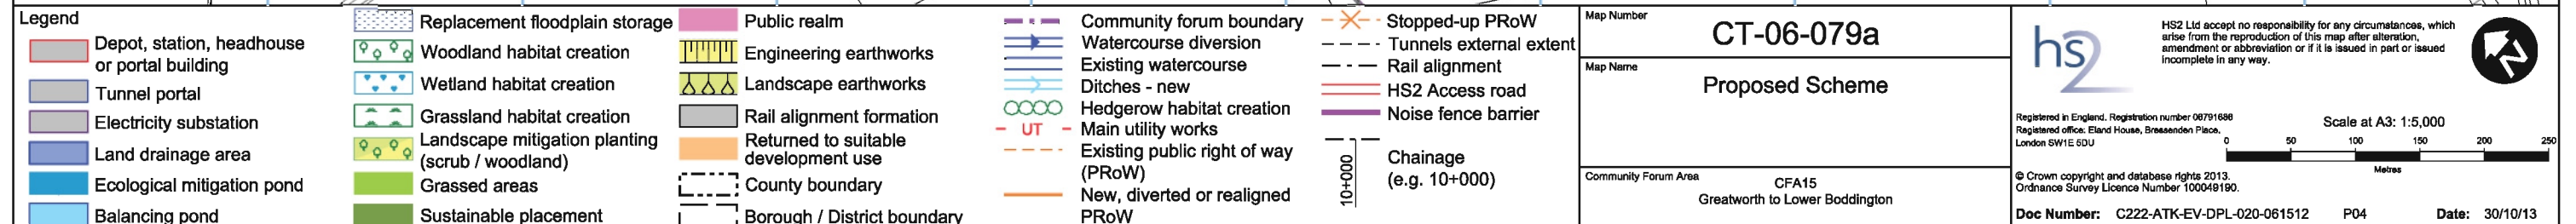 Legend
Depot, station, headhouse
or portal building
Tunnel portal
Electricity substation
Land drainage area
Ecological mitigation pond
Balancing pond
Replacement floodplain storage
Woodland habitat creation
Wetland habitat creation
Grassland habitat creation
Landscape mitigation planting
(scrub / woodland)
Grassed areas
Sustainable placement
Public realm
Engineering earthworks
Landscape earthworks
Rail alignment formation
Returned to suitable
development use
County boundary
Borough / District boundary
Community forum boundary
Watercourse diversion
Existing watercourse
Ditches - new
Hedgerow habitat creation
UT
Main utility works
Existing public right of way
(PRoW)
New, diverted or realigned
PRoW
Stopped-up PRoW
Tunnels external extent
Rail alignment
HS2 Access road
Noise fence barrier
10+000
Chainage
(e.g. 10+000)
Map Number
CT-06-079a
Map Name
Proposed Scheme
Community Forum Area
CFA15
Greatworth to Lower Boddington
hs2
HS2 Ltd accept no responsibility for any circumstances, which
arise from the reproduction of this map after alteration,
amendment or abbreviation or if it is issued in part or issued
incomplete in any way.
N
Registered in England. Registration number 06791686
Registered office: Eland House, Bressenden Place,
London SW1E 5DU
Scale at A3: 1:5,000
0 50 100 150 200 250
Metres
© Crown copyright and database rights 2013.
Ordnance Survey Licence Number 100049190.
Doc Number: C222-ATK-EV-DPL-020-061512 P04 Date: 30/10/13